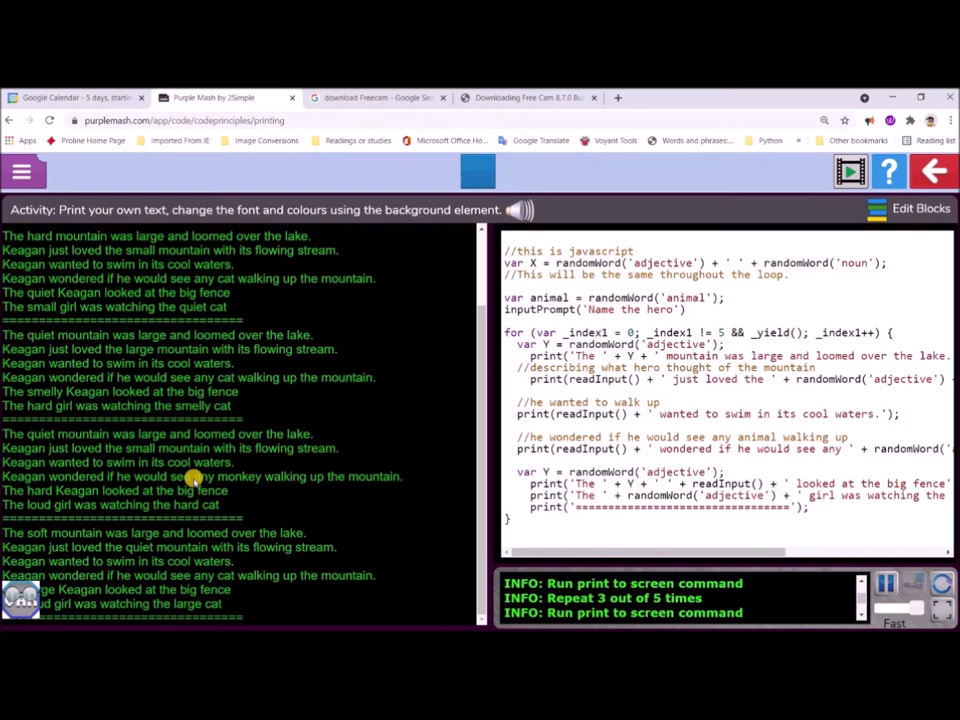 Google Calendar - 5 days, startin
Purple Mash by 2Simple
download Freecam - Google Sea
Downloading Free Cam 8.7.0 Bui
purplemash.com/app/code/codeprinciples/printing
Apps
Proline Home Page
Imported From IE
Image Conversions
Readings or studies
Microsoft Office Ho...
Google Translate
Voyant Tools
Words and phrases:...
Python
Other bookmarks
Reading list
Activity: Print your own text, change the font and colours using the background element.
Edit Blocks
The hard mountain was large and loomed over the lake.
Keagan just loved the small mountain with its flowing stream.
Keagan wanted to swim in its cool waters.
Keagan wondered if he would see any cat walking up the mountain.
The quiet Keagan looked at the big fence
The small girl was watching the quiet cat
=================================
The quiet mountain was large and loomed over the lake.
Keagan just loved the large mountain with its flowing stream.
Keagan wanted to swim in its cool waters.
Keagan wondered if he would see any cat walking up the mountain.
The smelly Keagan looked at the big fence
The hard girl was watching the smelly cat
=================================
The quiet mountain was large and loomed over the lake.
Keagan just loved the small mountain with its flowing stream.
Keagan wanted to swim in its cool waters.
Keagan wondered if he would see any monkey walking up the mountain.
The hard Keagan looked at the big fence
The loud girl was watching the hard cat
=================================
The soft mountain was large and loomed over the lake.
Keagan just loved the quiet mountain with its flowing stream.
Keagan wanted to swim in its cool waters.
Keagan wondered if he would see any cat walking up the mountain.
rge Keagan looked at the big fence
ud girl was watching the large cat
//this is javascript
var X = randomWord('adjective') + ' ' + randomWord('noun');
//This will be the same throughout the loop.
var animal = randomWord('animal');
inputPrompt('Name the hero')
for (var _index1 = 0; _index1 != 5 && _yield(); _index1++) {
var Y = randomWord('adjective');
print('The ' + Y + ' mountain was large and loomed over the lake.
//describing what hero thought of the mountain
print(readInput() + ' just loved the ' + randomWord('adjective') +
//he wanted to walk up
print(readInput() + ' wanted to swim in its cool waters.');
//he wondered if he would see any animal walking up
print(readInput() + ' wondered if he would see any ' + randomWord(
var Y = randomWord('adjective');
print('The ' + Y + ' ' + readInput() + ' looked at the big fence'
print('The ' + randomWord('adjective') + ' girl was watching the
print('=================================');
}
INFO: Run print to screen command
INFO: Repeat 3 out of 5 times
INFO: Run print to screen command
Fast